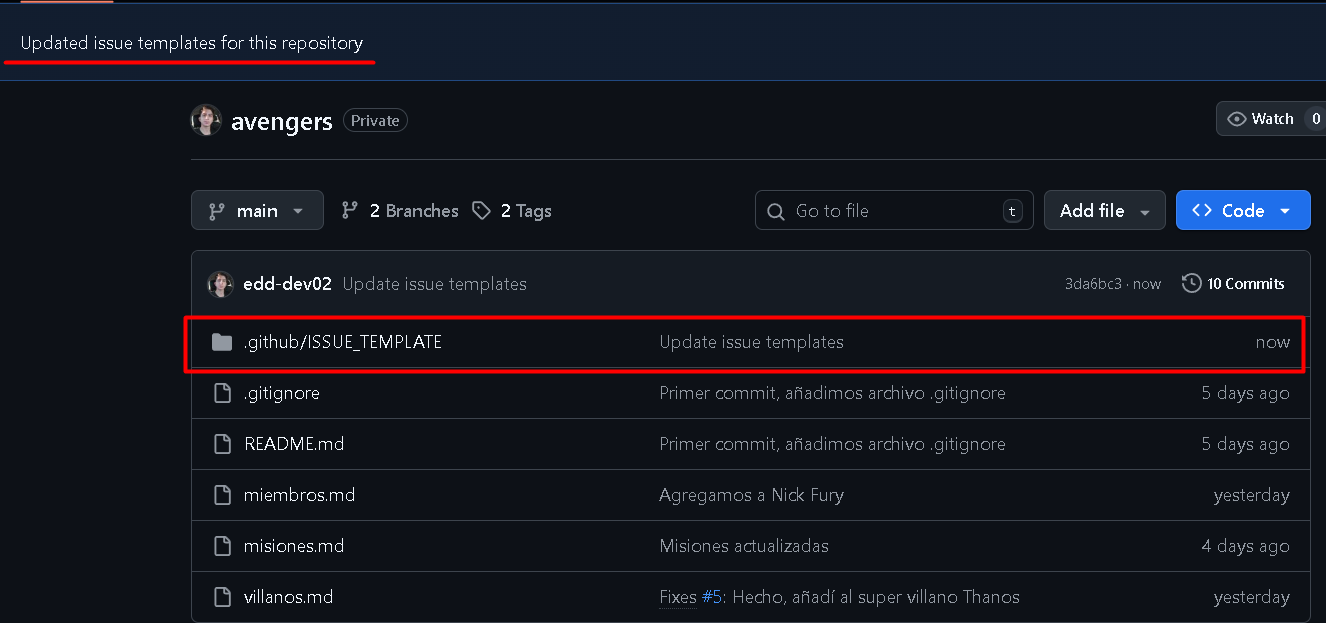 Updated issue templates for this repository
avengers Private
Watch 0
main 2 Branches 2 Tags Go to file t Add file Code
edd-dev02 Update issue templates 3da6bc3 · now 10 Commits
.github/ISSUE_TEMPLATE Update issue templates now
.gitignore Primer commit, añadimos archivo .gitignore 5 days ago
README.md Primer commit, añadimos archivo .gitignore 5 days ago
miembros.md Agregamos a Nick Fury yesterday
misiones.md Misiones actualizadas 4 days ago
villanos.md Fixes #5: Hecho, añadí al super villano Thanos yesterday